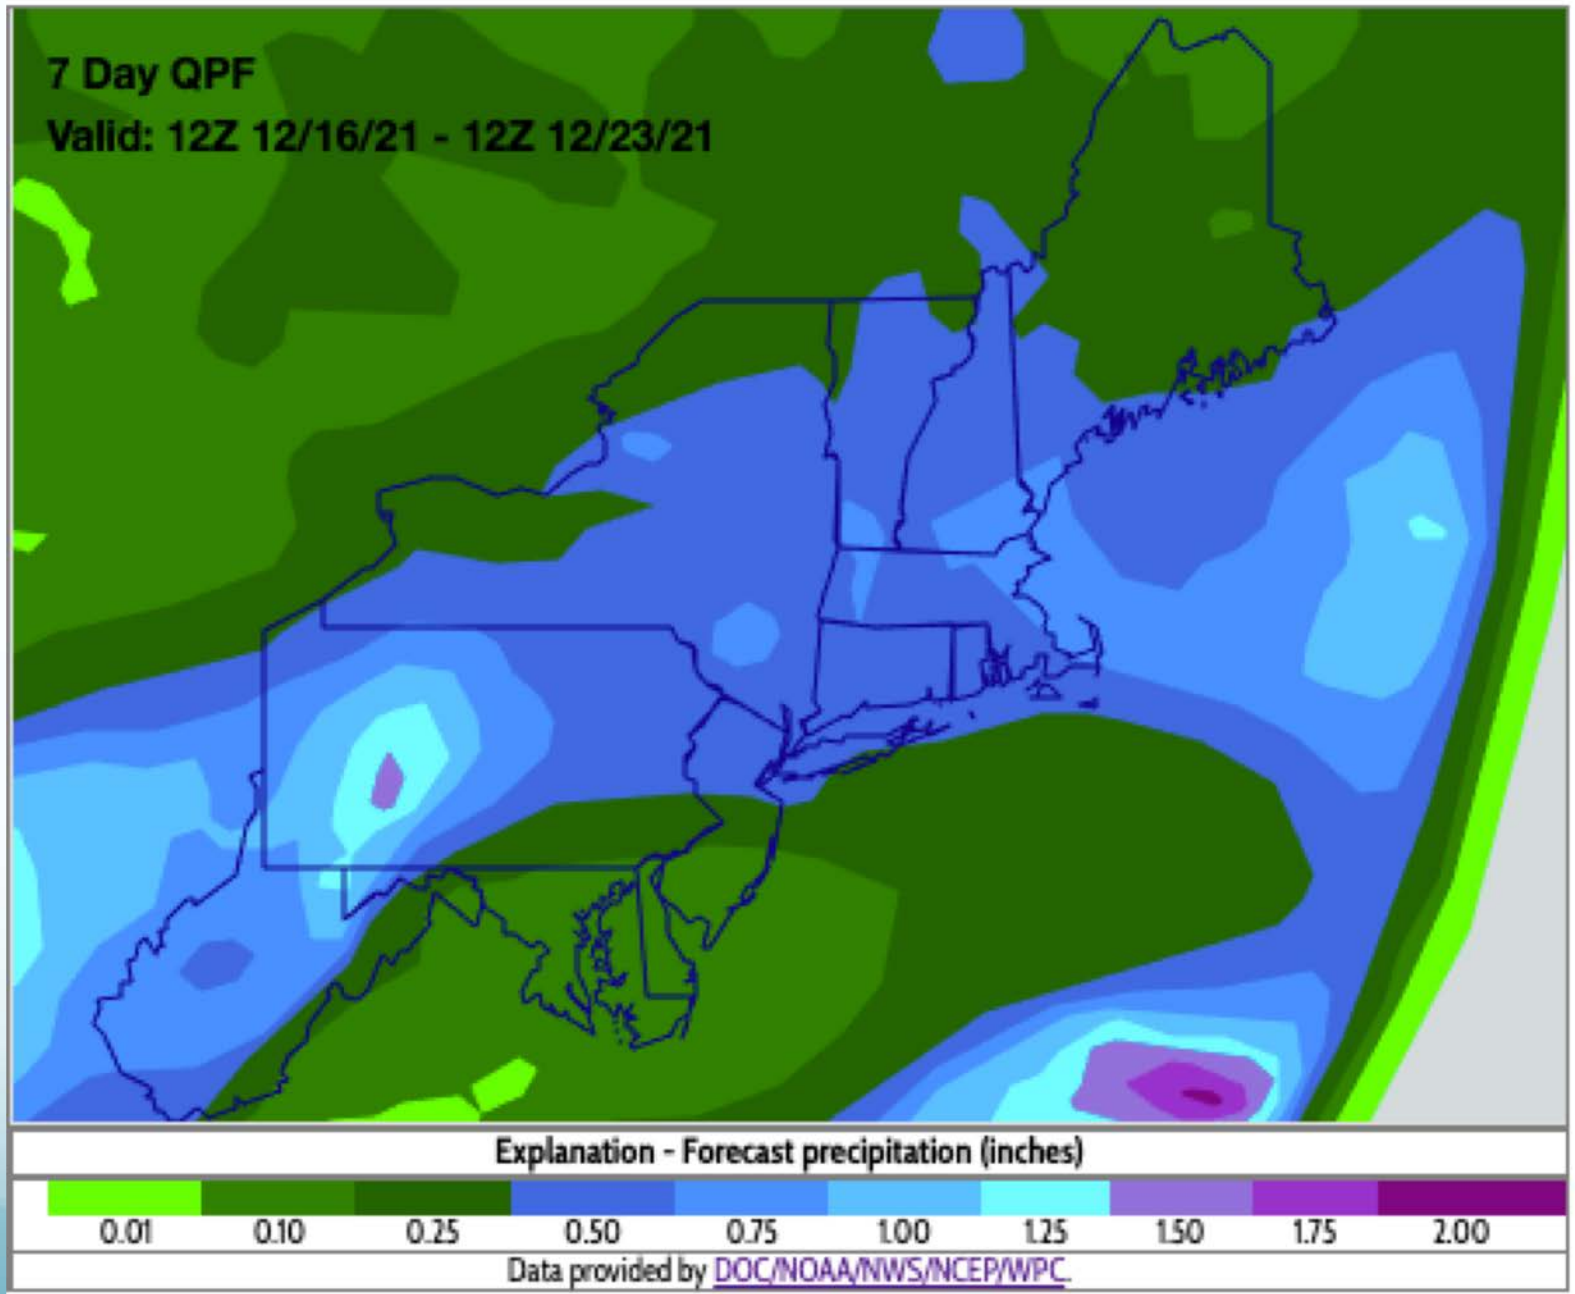 7 Day QPF
Valid: 12Z 12/16/21 - 12Z 12/23/21
Explanation - Forecast precipitation (inches)
0.01 0.10 0.25 0.50 0.75 1.00 1.25 1.50 1.75 2.00
Data provided by DOC/NOAA/NWS/NCEP/WPC.